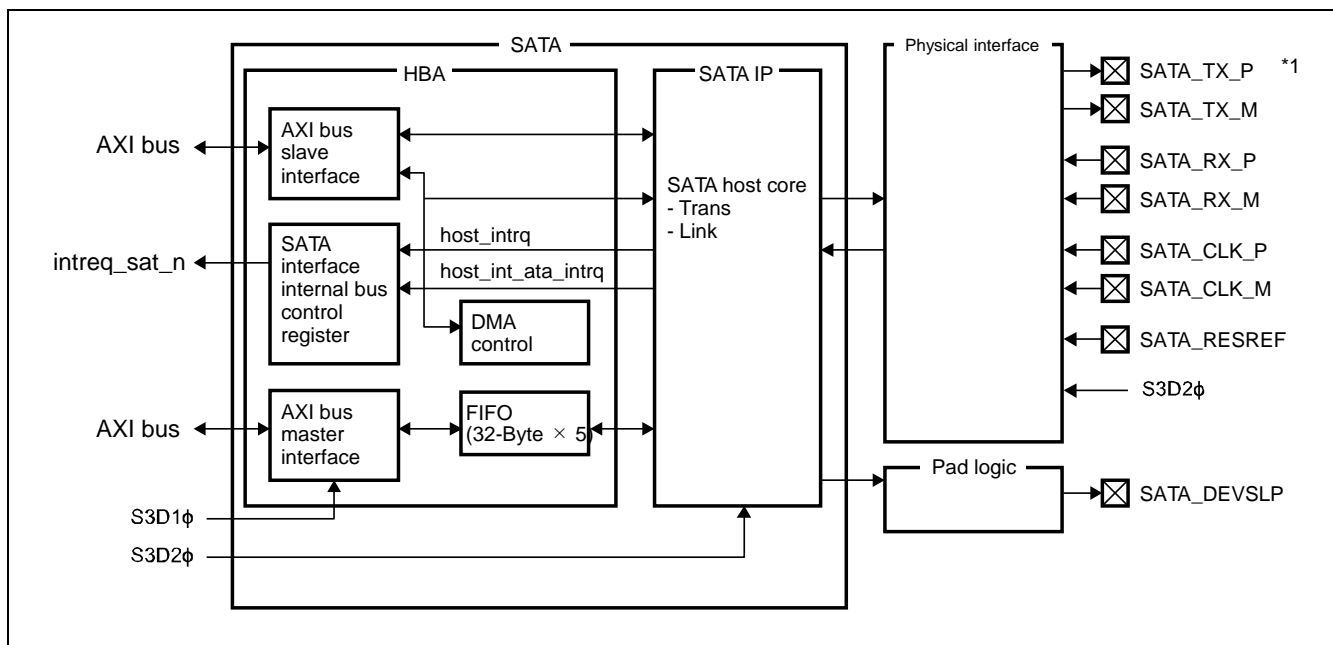 SATA
Physical interface
HBA
SATA IP
SATA_TX_P *1
SATA_TX_M
AXI bus
AXI bus
slave
interface
SATA_RX_P
SATA host core
- Trans
- Link
SATA_RX_M
host_intrq
SATA_CLK_P
intreq_sat_n
SATA
interface
internal bus
control
register
host_int_ata_intrq
SATA_CLK_M
DMA
control
SATA_RESREF
S3D2ϕ
AXI bus
AXI bus
master
interface
FIFO
(32-Byte × 5)
Pad logic
SATA_DEVSLP
S3D1ϕ
S3D2ϕ